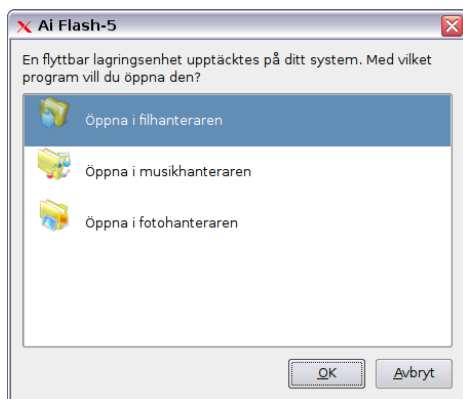 Ai Flash-5
En flyttbar lagringsenhet upptäcktes på ditt system. Med vilket
program vill du öppna den?
Öppna i filhanteraren
Öppna i musikhanteraren
Öppna i fotohanteraren
OK
Avbryt